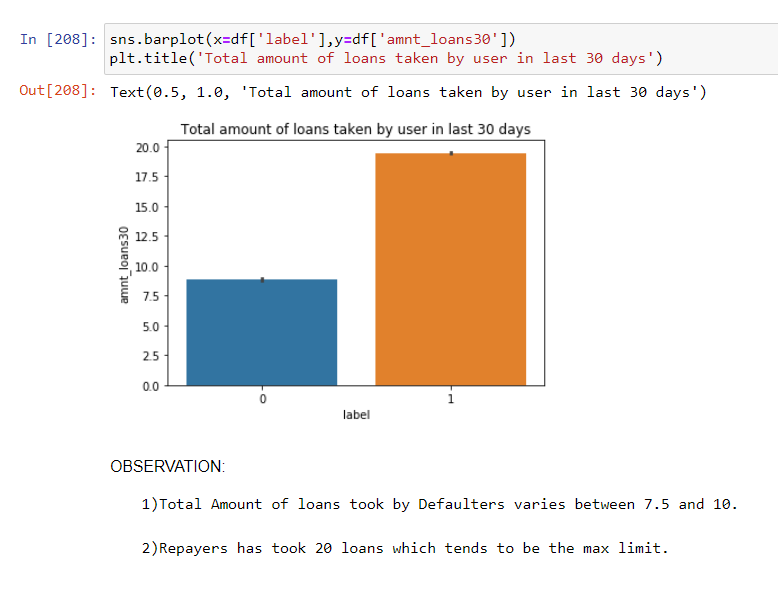 In [208]: sns.barplot(x=df['label'],y=df['amnt_loans30'])
plt.title('Total amount of loans taken by user in last 30 days')
Out[208]: Text(0.5, 1.0, 'Total amount of loans taken by user in last 30 days')
Total amount of loans taken by user in last 30 days
20.0
17.5
15.0
12.5
10.0
7.5
5.0
2.5
0.0
amnt_loans30
0 1
label
OBSERVATION:
1)Total Amount of loans took by Defaulters varies between 7.5 and 10.
2)Repayers has took 20 loans which tends to be the max limit.